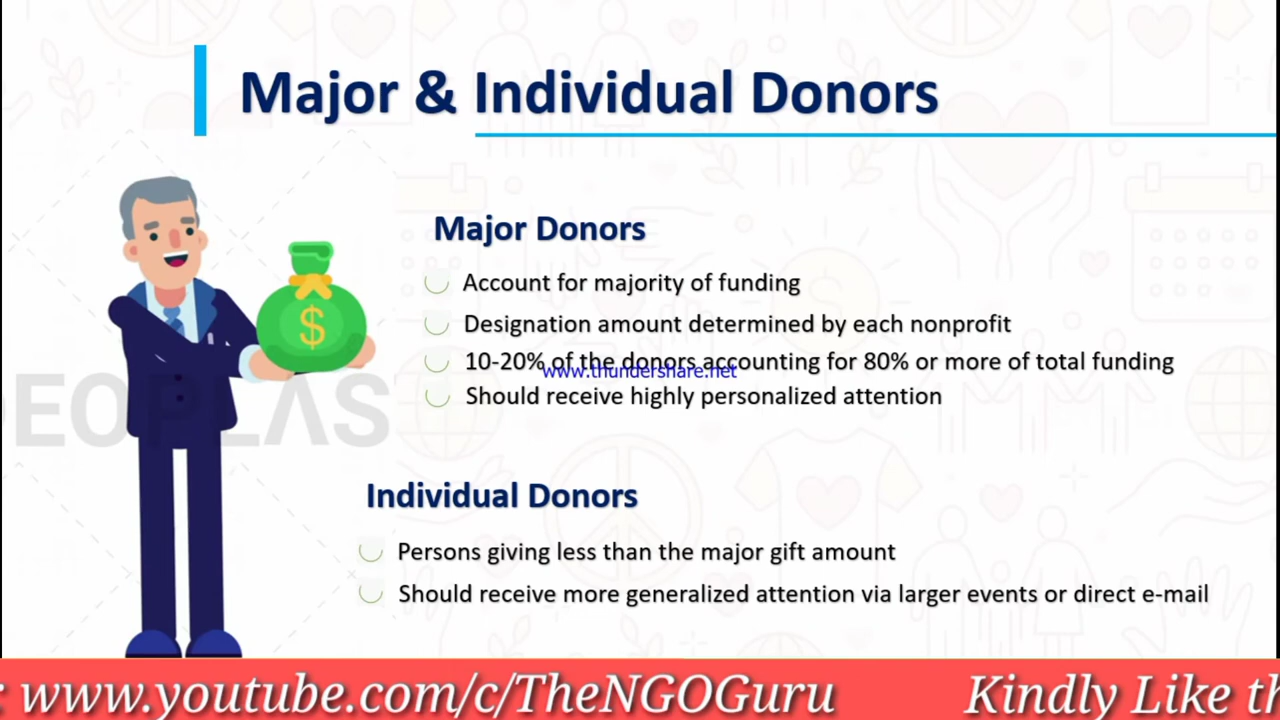 Major & Individual Donors
Major Donors
Account for majority of funding
Designation amount determined by each nonprofit
10-20% of the donors accounting for 80% or more of total funding
www.thundershare.net
Should receive highly personalized attention
Individual Donors
Persons giving less than the major gift amount
Should receive more generalized attention via larger events or direct e-mail
: www.youtube.com/c/TheNGOGuru Kindly Like